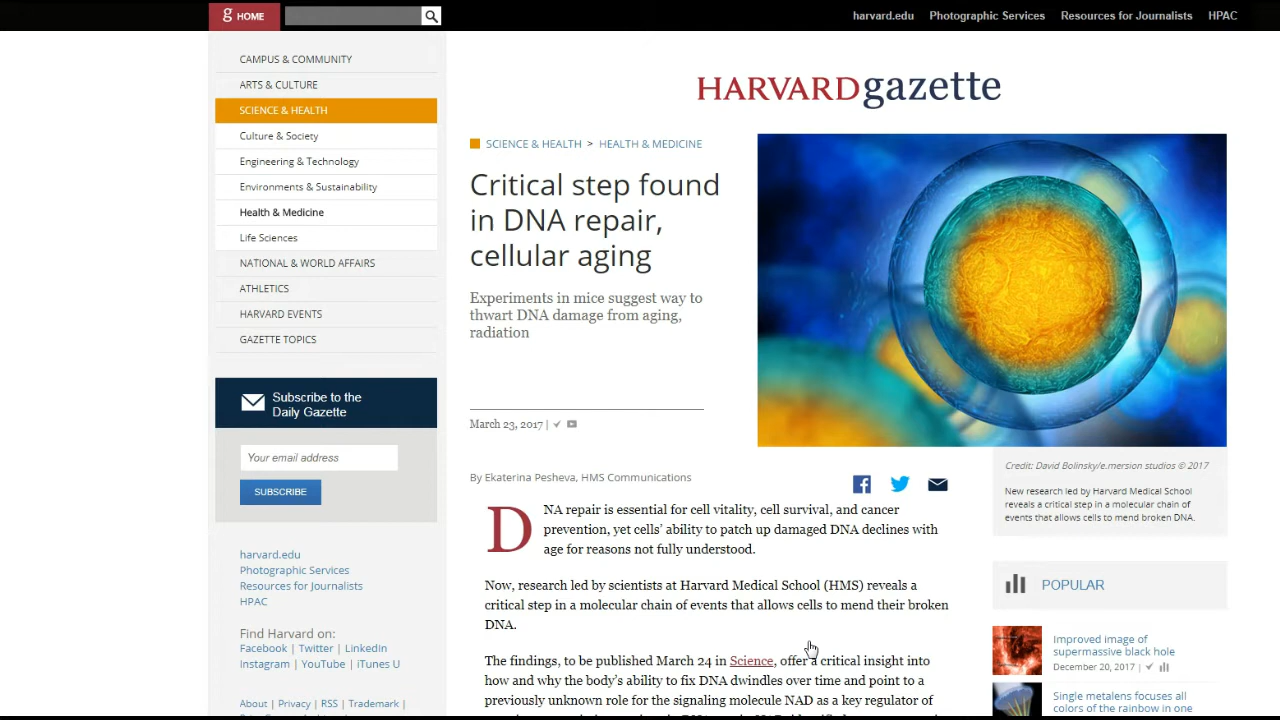 g HOME
harvard.edu Photographic Services Resources for Journalists HPAC
CAMPUS & COMMUNITY
ARTS & CULTURE
SCIENCE & HEALTH
Culture & Society
Engineering & Technology
Environments & Sustainability
Health & Medicine
Life Sciences
NATIONAL & WORLD AFFAIRS
ATHLETICS
HARVARD EVENTS
GAZETTE TOPICS
Subscribe to the
Daily Gazette
Your email address
SUBSCRIBE
harvard.edu
Photographic Services
Resources for Journalists
HPAC
Find Harvard on:
Facebook | Twitter | LinkedIn
Instagram | YouTube | iTunes U
About | Privacy | RSS | Trademark |
HARVARDgazette
SCIENCE & HEALTH > HEALTH & MEDICINE
Critical step found
in DNA repair,
cellular aging
Experiments in mice suggest way to
thwart DNA damage from aging,
radiation
March 23, 2017 |
By Ekaterina Pesheva, HMS Communications
DNA repair is essential for cell vitality, cell survival, and cancer
prevention, yet cells' ability to patch up damaged DNA declines with
age for reasons not fully understood.
Now, research led by scientists at Harvard Medical School (HMS) reveals a
critical step in a molecular chain of events that allows cells to mend their broken
DNA.
The findings, to be published March 24 in Science, offer a critical insight into
how and why the body's ability to fix DNA dwindles over time and point to a
previously unknown role for the signaling molecule NAD as a key regulator of
Credit: David Bolinsky/e.mersion studios © 2017
New research led by Harvard Medical School
reveals a critical step in a molecular chain of
events that allows cells to mend broken DNA.
POPULAR
Improved image of
supermassive black hole
December 20, 2017 |
Single metalens focuses all
colors of the rainbow in one